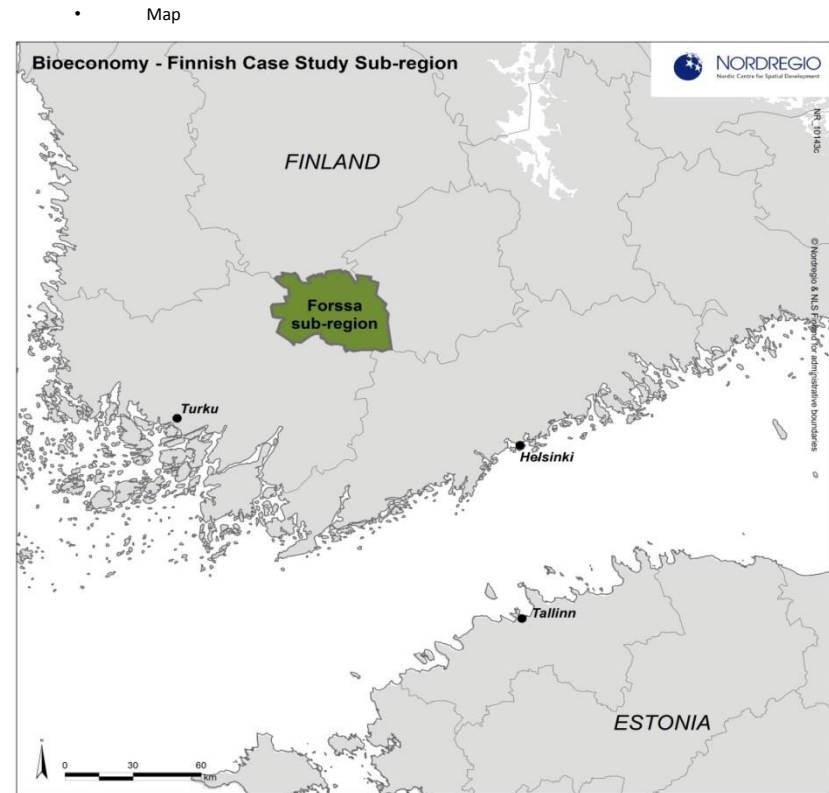 • Map
Bioeconomy - Finnish Case Study Sub-region
NORDREGIO
Nordic Centre for Spatial Development
NR_10143c
© Nordregio & NLS Finland for administrative boundaries
FINLAND
Forssa
sub-region
Turku
Helsinki
Tallinn
ESTONIA
0 30 60
km